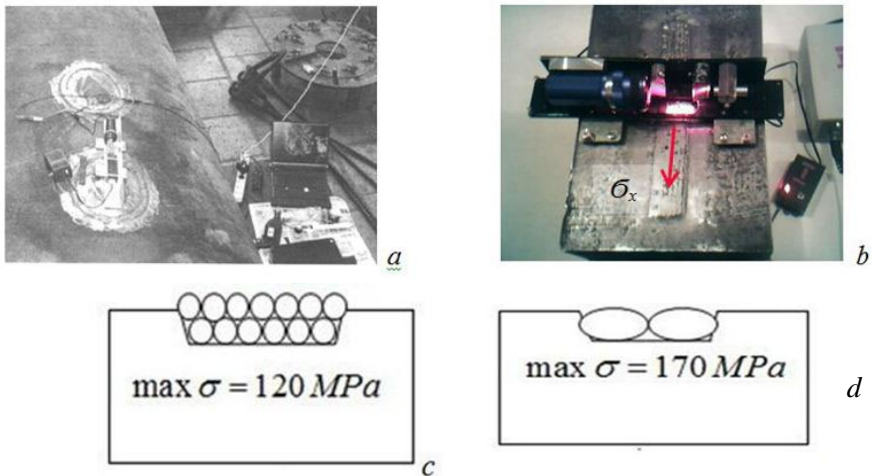 a
b
σₓ
max σ = 120 MPa
c
max σ = 170 MPa
d